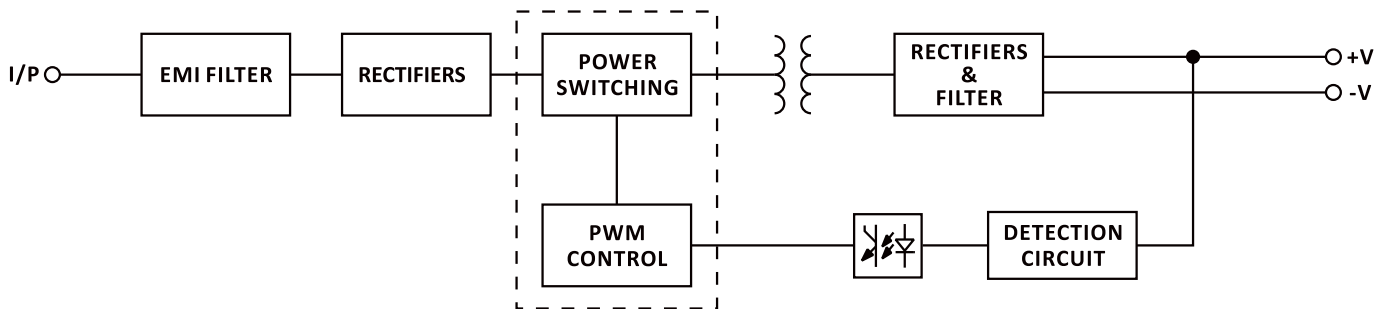 I/P
EMI FILTER
RECTIFIERS
POWER
SWITCHING
RECTIFIERS
&
FILTER
+V
-V
PWM
CONTROL
DETECTION
CIRCUIT